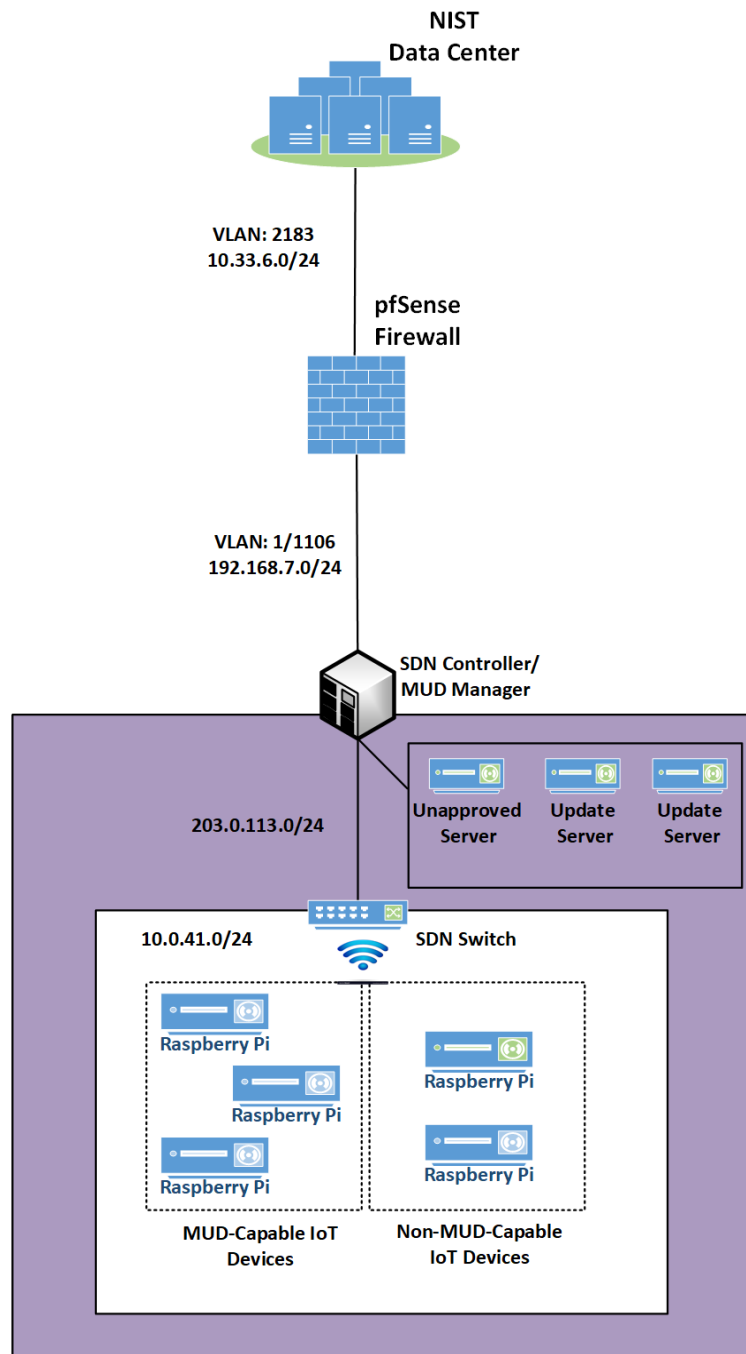 NIST
Data Center
VLAN: 2183
10.33.6.0/24
pfSense
Firewall
VLAN: 1/1106
192.168.7.0/24
SDN Controller/
MUD Manager
Unapproved
Server
Update
Server
Update
Server
203.0.113.0/24
10.0.41.0/24
SDN Switch
Raspberry Pi
Raspberry Pi
Raspberry Pi
Raspberry Pi
Raspberry Pi
MUD-Capable IoT
Devices
Non-MUD-Capable
IoT Devices